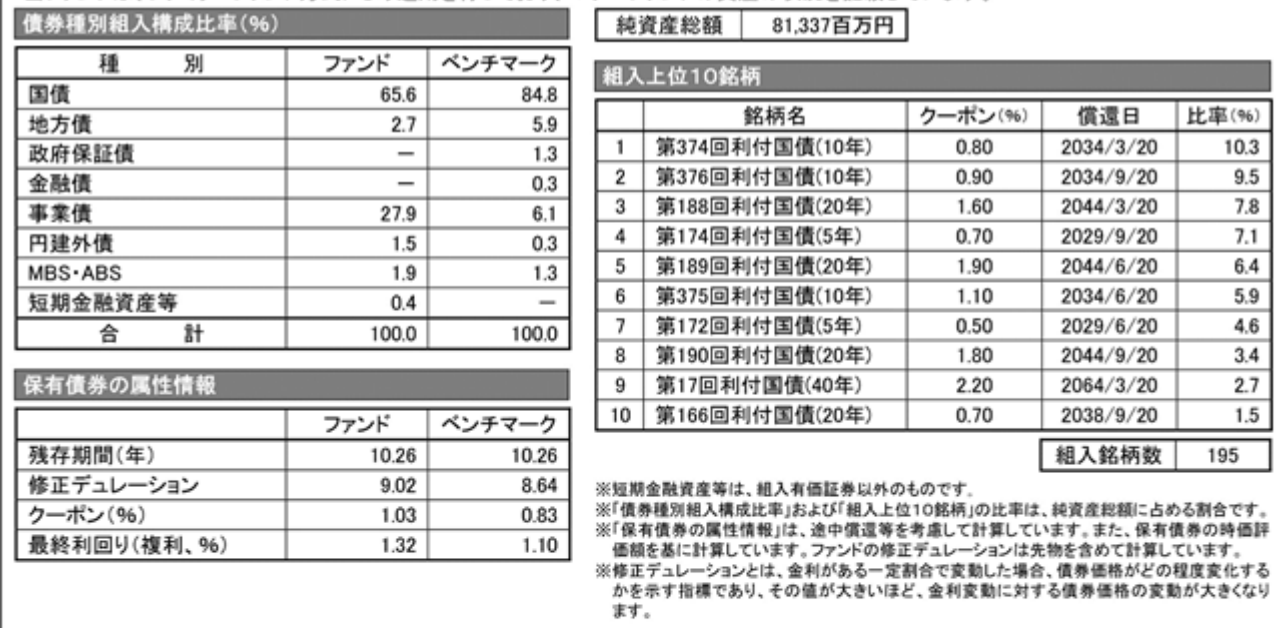 債券種別組入構成比率(%)
種 別 ファンド ベンチマーク
国債 65.6 84.8
地方債 2.7 5.9
政府保証債 ー 1.3
金融債 ー 0.3
事業債 27.9 6.1
円建外債 1.5 0.3
MBS・ABS 1.9 1.3
短期金融資産等 0.4 ー
合 計 100.0 100.0
保有債券の属性情報
ファンド ベンチマーク
残存期間(年) 10.26 10.26
修正デュレーション 9.02 8.64
クーポン(%) 1.03 0.83
最終利回り(複利、%) 1.32 1.10
純資産総額 81,337百万円
組入上位10銘柄
銘柄名 クーポン(%) 償還日 比率(%)
1 第374回利付国債(10年) 0.80 2034/3/20 10.3
2 第376回利付国債(10年) 0.90 2034/9/20 9.5
3 第188回利付国債(20年) 1.60 2044/3/20 7.8
4 第174回利付国債(5年) 0.70 2029/9/20 7.1
5 第189回利付国債(20年) 1.90 2044/6/20 6.4
6 第375回利付国債(10年) 1.10 2034/6/20 5.9
7 第172回利付国債(5年) 0.50 2029/6/20 4.6
8 第190回利付国債(20年) 1.80 2044/9/20 3.4
9 第17回利付国債(40年) 2.20 2064/3/20 2.7
10 第166回利付国債(20年) 0.70 2038/9/20 1.5
組入銘柄数 195
※短期金融資産等は、組入有価証券以外のものです。
※「債券種別組入構成比率」および「組入上位10銘柄」の比率は、純資産総額に占める割合です。
※「保有債券の属性情報」は、途中償還等を考慮して計算しています。また、保有債券の時価評
価額を基に計算しています。ファンドの修正デュレーションは先物を含めて計算しています。
※修正デュレーションとは、金利がある一定割合で変動した場合、債券価格がどの程度変化する
かを示す指標であり、その値が大きいほど、金利変動に対する債券価格の変動が大きくなり
ます。